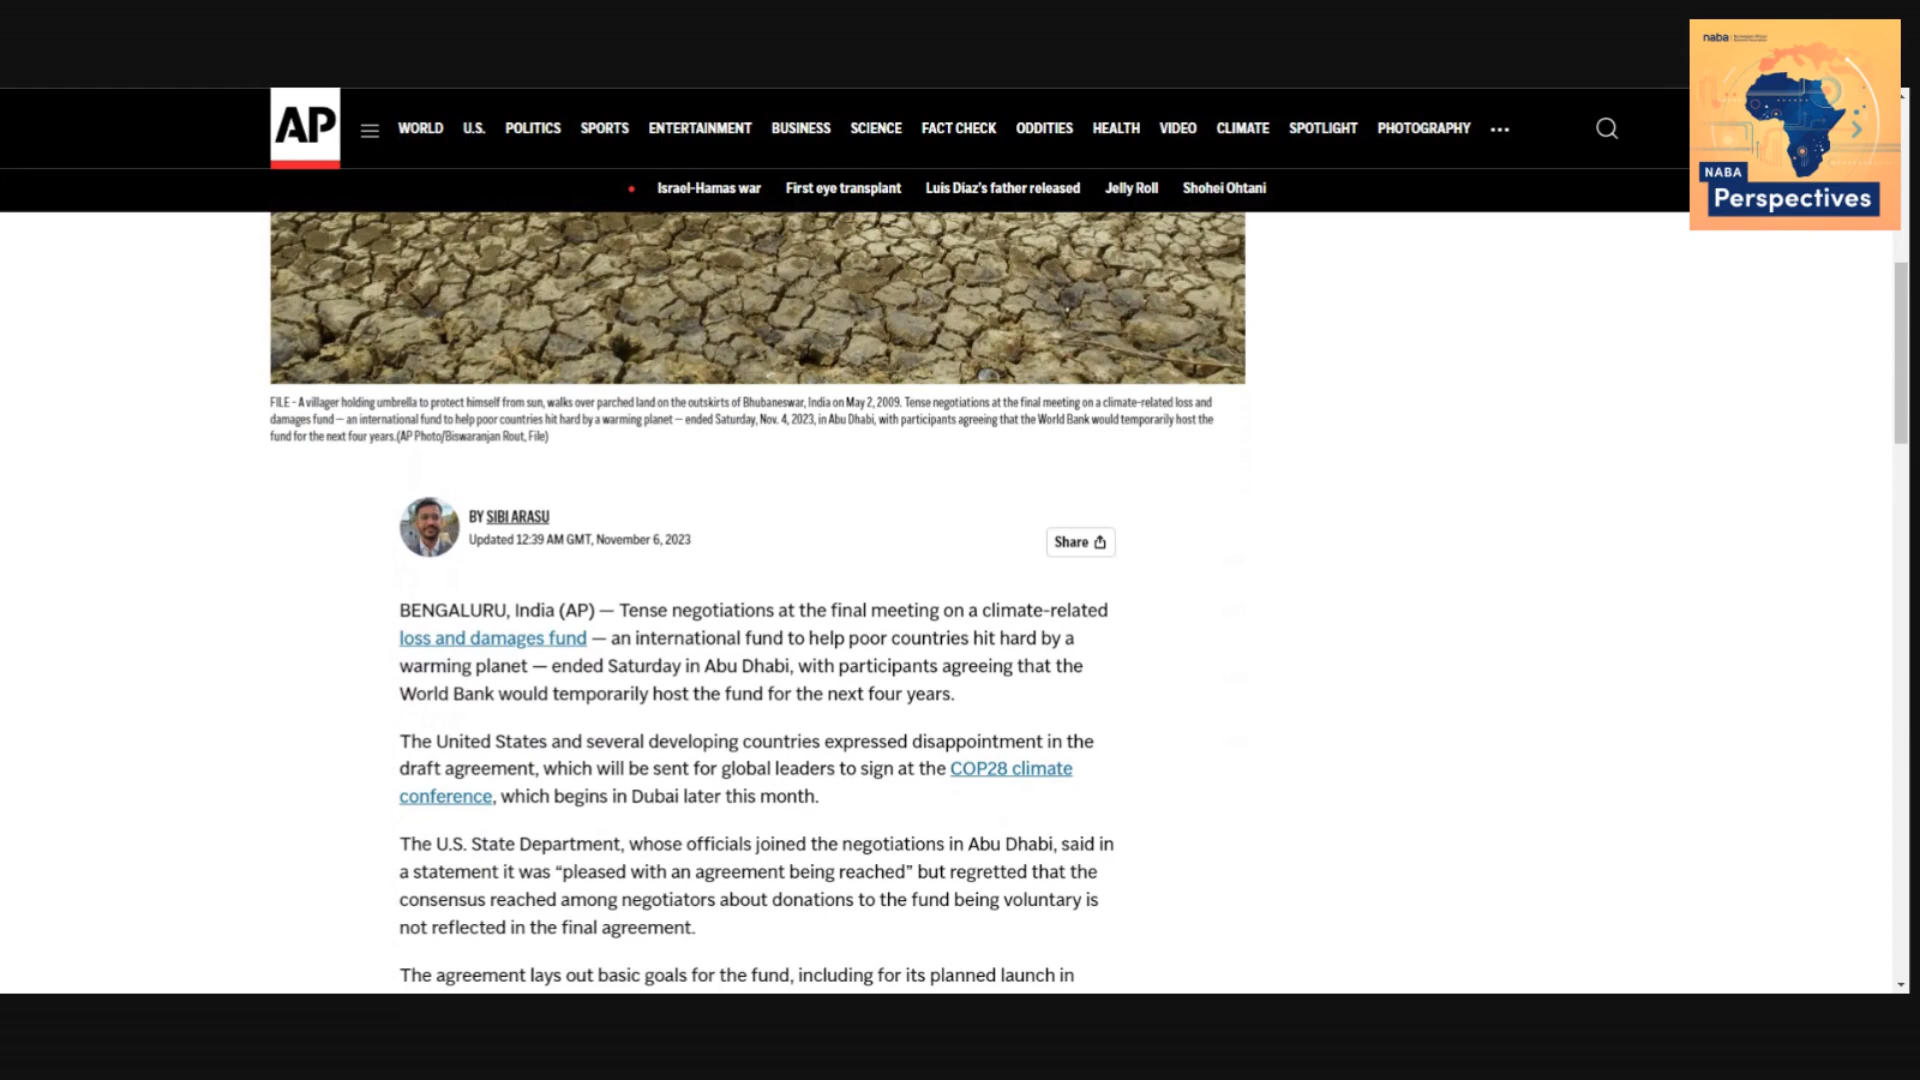 naba
AP
WORLD U.S. POLITICS SPORTS ENTERTAINMENT BUSINESS SCIENCE FACT CHECK ODDITIES HEALTH VIDEO CLIMATE SPOTLIGHT PHOTOGRAPHY •••
NABA
Perspectives
Israel-Hamas war First eye transplant Luis Díaz's father released Jelly Roll Shohei Ohtani
FILE - A villager holding umbrella to protect himself from sun, walks over parched land on the outskirts of Bhubaneswar, India on May 2, 2009. Tense negotiations at the final meeting on a climate-related loss and
damages fund — an international fund to help poor countries hit hard by a warming planet — ended Saturday, Nov. 4, 2023, in Abu Dhabi, with participants agreeing that the World Bank would temporarily host the
fund for the next four years.(AP Photo/Biswaranjan Rout, File)
BY SIBI ARASU
Updated 12:39 AM GMT, November 6, 2023
Share
BENGALURU, India (AP) — Tense negotiations at the final meeting on a climate-related
loss and damages fund — an international fund to help poor countries hit hard by a
warming planet — ended Saturday in Abu Dhabi, with participants agreeing that the
World Bank would temporarily host the fund for the next four years.
The United States and several developing countries expressed disappointment in the
draft agreement, which will be sent for global leaders to sign at the COP28 climate
conference, which begins in Dubai later this month.
The U.S. State Department, whose officials joined the negotiations in Abu Dhabi, said in
a statement it was “pleased with an agreement being reached” but regretted that the
consensus reached among negotiators about donations to the fund being voluntary is
not reflected in the final agreement.
The agreement lays out basic goals for the fund, including for its planned launch in